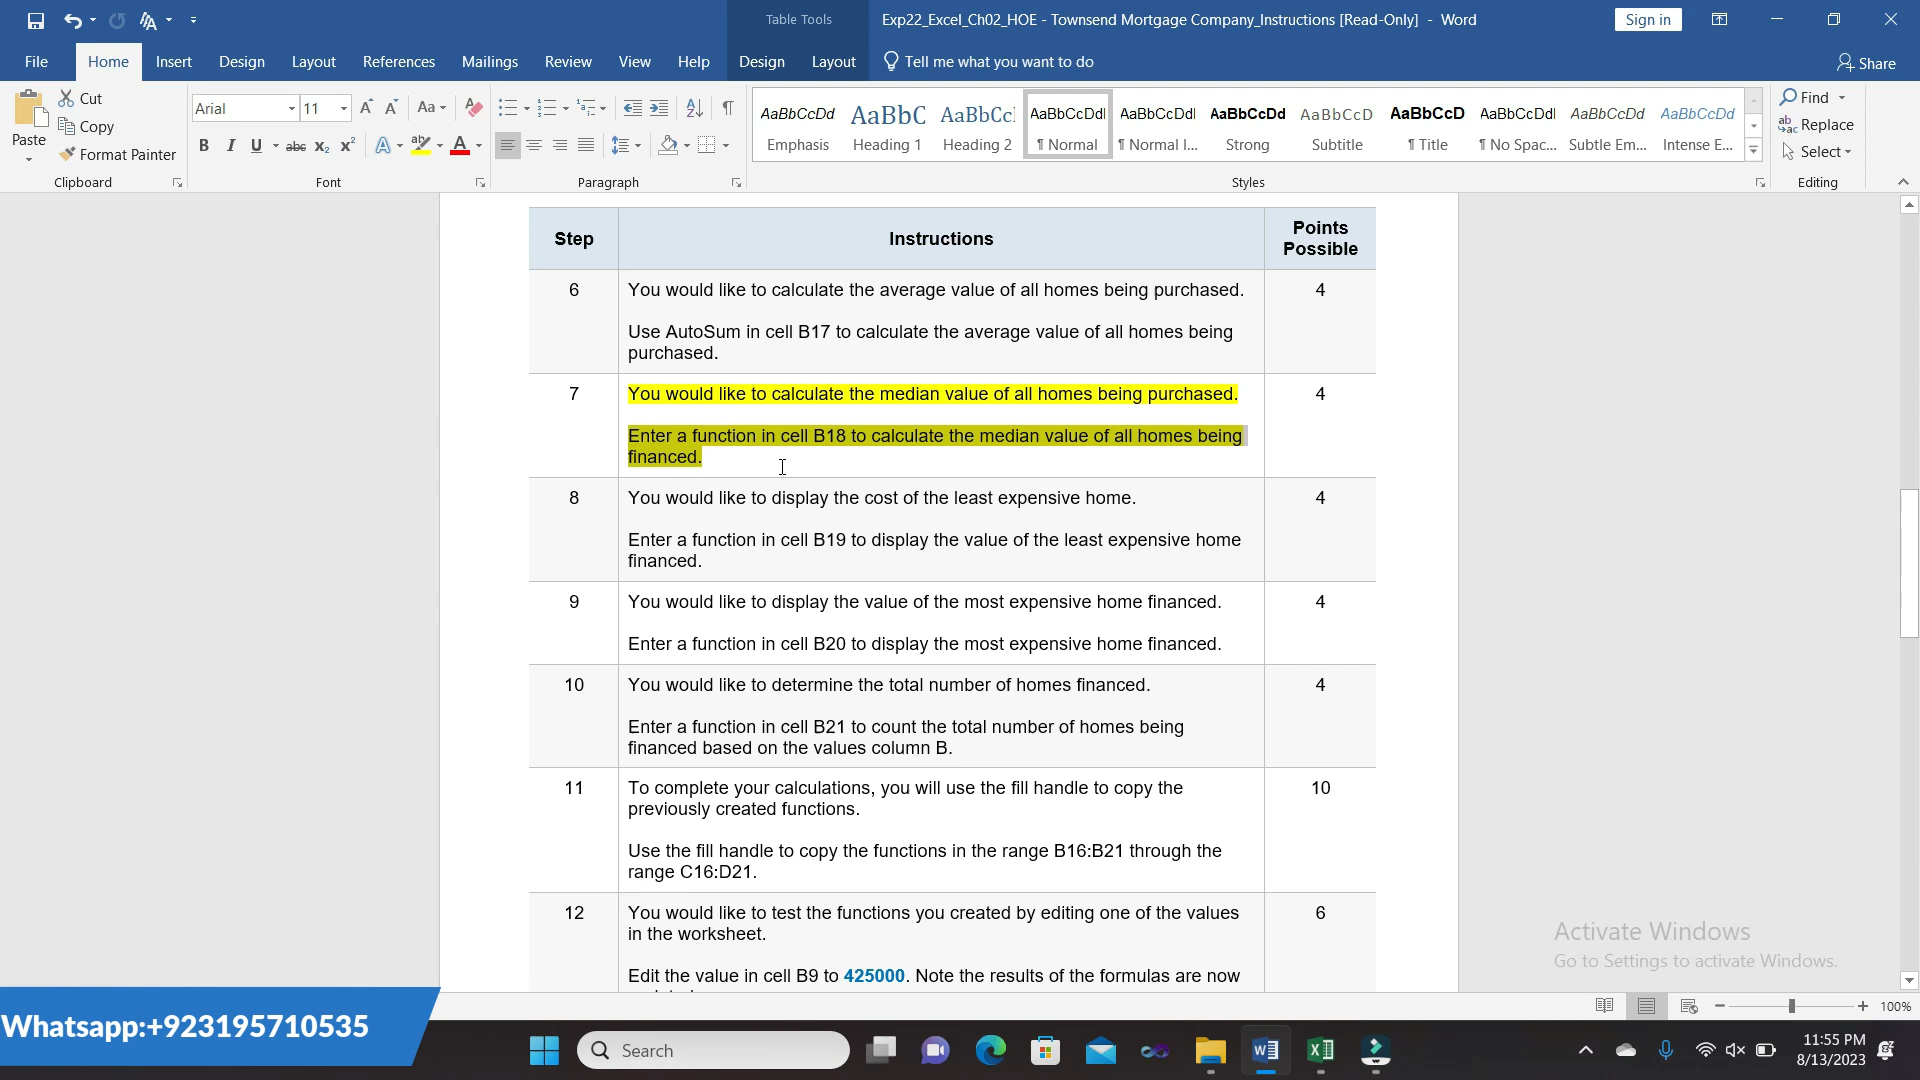 Table Tools
Exp22_Excel_Ch02_HOE - Townsend Mortgage Company_Instructions [Read-Only] - Word
Sign in
File Home Insert Design Layout References Mailings Review View Help Design Layout Tell me what you want to do Share
Paste
Cut
Copy
Format Painter
Clipboard
Arial 11
Aa
B I U abc X₂ X² A ab A
Font
Paragraph
AaBbCcDd AaBbC AaBbCc AaBbCcDdI AaBbCcDdI AaBbCcDd AaBbCcD AaBbCcD AaBbCcDdI AaBbCcDd AaBbCcDd
Emphasis Heading 1 Heading 2 ¶ Normal ¶ Normal I... Strong Subtitle ¶ Title ¶ No Spac... Subtle Em... Intense E...
Styles
Find
Replace
Select
Editing
Step Instructions Points
Possible
6 You would like to calculate the average value of all homes being purchased. 4
Use AutoSum in cell B17 to calculate the average value of all homes being
purchased.
7 You would like to calculate the median value of all homes being purchased. 4
Enter a function in cell B18 to calculate the median value of all homes being
financed.
8 You would like to display the cost of the least expensive home. 4
Enter a function in cell B19 to display the value of the least expensive home
financed.
9 You would like to display the value of the most expensive home financed. 4
Enter a function in cell B20 to display the most expensive home financed.
10 You would like to determine the total number of homes financed. 4
Enter a function in cell B21 to count the total number of homes being
financed based on the values column B.
11 To complete your calculations, you will use the fill handle to copy the 10
previously created functions.
Use the fill handle to copy the functions in the range B16:B21 through the
range C16:D21.
12 You would like to test the functions you created by editing one of the values 6
in the worksheet.
Edit the value in cell B9 to 425000. Note the results of the formulas are now
Activate Windows
Go to Settings to activate Windows.
100%
Whatsapp:+923195710535
Search
11:55 PM
8/13/2023